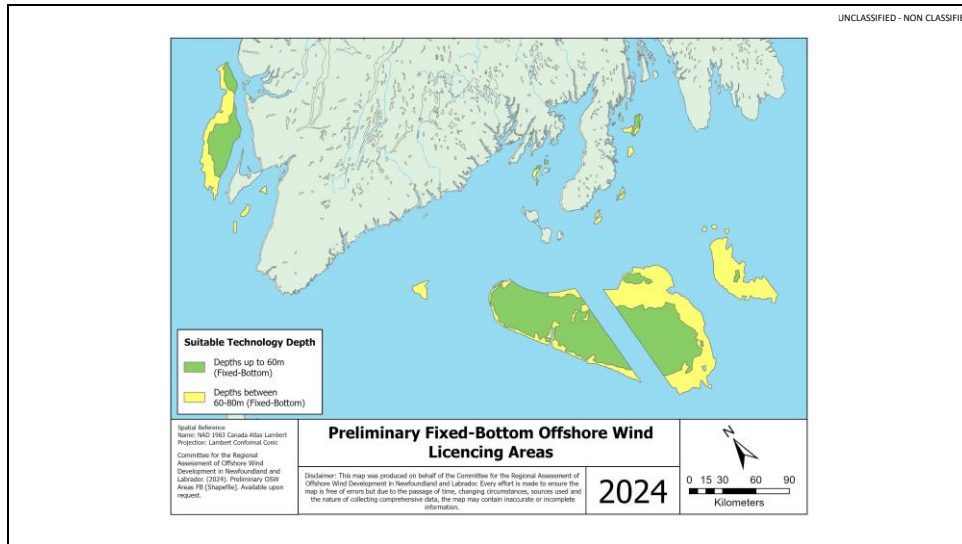 UNCLASSIFIED - NON CLASSIFIÉ
Suitable Technology Depth
Depths up to 60m
(Fixed-Bottom)
Depths between
60-80m (Fixed-Bottom)
Spatial Reference
Name: NAD 1983 Canada Atlas Lambert
Projection: Lambert Conformal Conic
Committee for the Regional
Assessment of Offshore Wind
Development in Newfoundland and
Labrador. (2024). Preliminary OSW
Areas FB [Shapefile]. Available upon
request.
Preliminary Fixed-Bottom Offshore Wind
Licencing Areas
Disclaimer: This map was produced on behalf of the Committee for the Regional Assessment of
Offshore Wind Development in Newfoundland and Labrador. Every effort is made to ensure the
map is free of errors but due to the passage of time, changing circumstances, sources used and
the nature of collecting comprehensive data, the map may contain inaccurate or incomplete
information.
2024
N
0 15 30 60 90
Kilometers